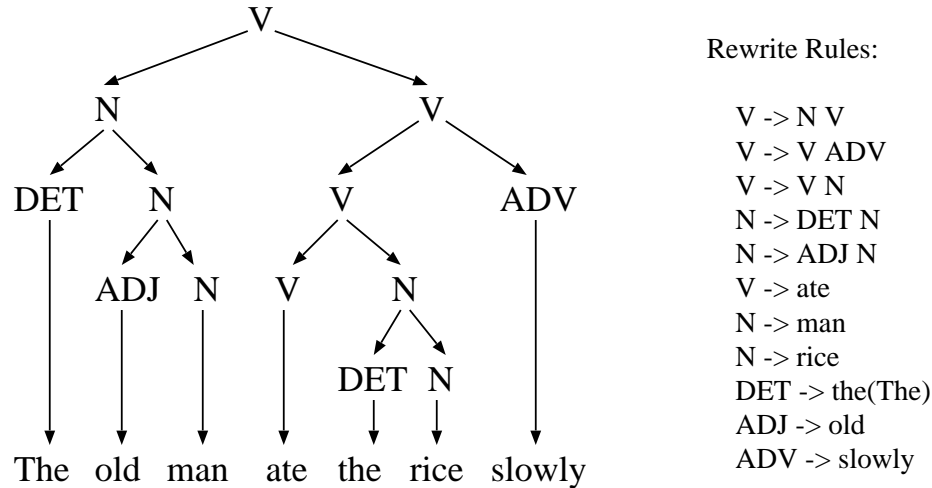 V
N V
DET N V ADV
ADJ N V N
DET N
The old man ate the rice slowly
Rewrite Rules:
V -> N V
V -> V ADV
V -> V N
N -> DET N
N -> ADJ N
V -> ate
N -> man
N -> rice
DET -> the(The)
ADJ -> old
ADV -> slowly